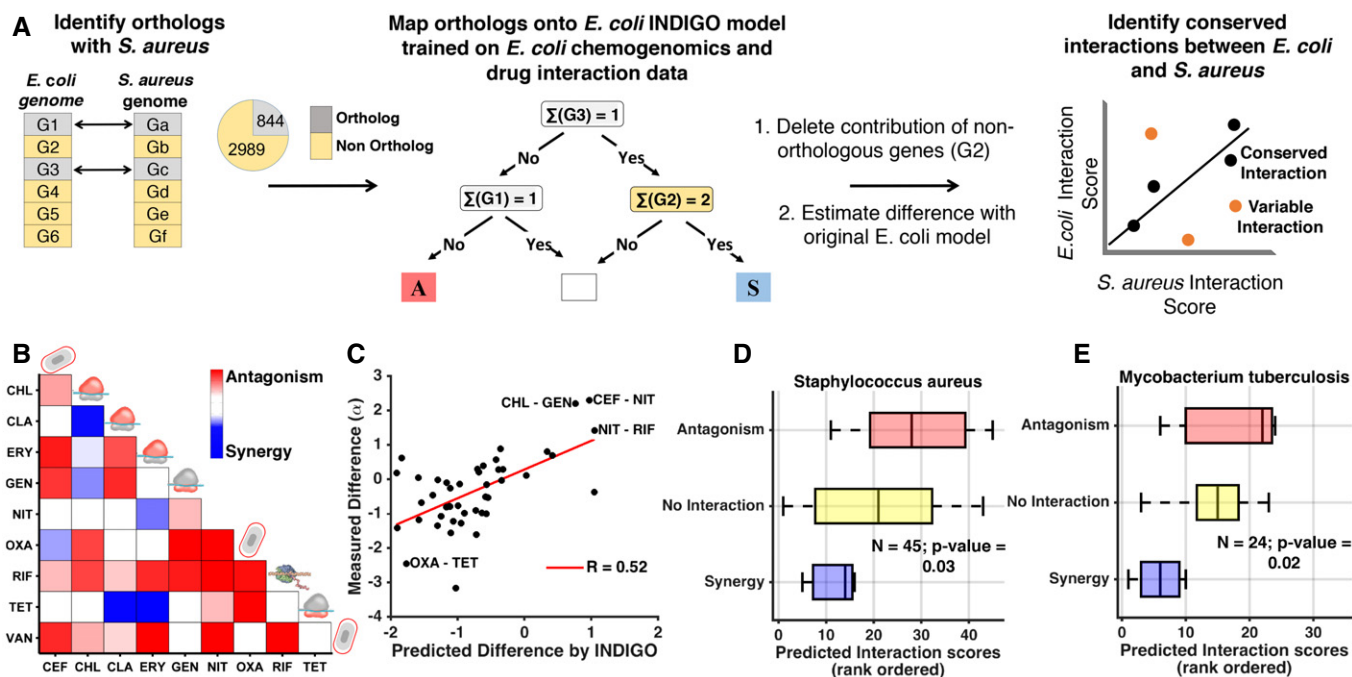 A
Identify orthologs
with S. aureus
E. coli
genome
S. aureus
genome
G1
Ga
G2
Gb
G3
Gc
G4
Gd
G5
Ge
G6
Gf
844
2989
Ortholog
Non Ortholog
Map orthologs onto E. coli INDIGO model
trained on E. coli chemogenomics and
drug interaction data
∑(G3) = 1
No
Yes
∑(G1) = 1
∑(G2) = 2
No
Yes
No
Yes
A
S
1. Delete contribution of non-
orthologous genes (G2)
2. Estimate difference with
original E. coli model
Identify conserved
interactions between E. coli
and S. aureus
E.coli Interaction
Score
Conserved
Interaction
Variable
Interaction
S. aureus Interaction
Score
B
Antagonism
Synergy
CHL
CLA
ERY
GEN
NIT
OXA
RIF
TET
VAN
CEF
CHL
CLA
ERY
GEN
NIT
OXA
RIF
TET
C
Measured Difference (α)
3
2
1
0
-1
-2
-3
-4
CHL - GEN
CEF - NIT
NIT - RIF
OXA - TET
R = 0.52
-2
-1
0
1
2
Predicted Difference by INDIGO
D
Staphylococcus aureus
Antagonism
No Interaction
Synergy
N = 45; p-value =
0.03
0
10
20
30
40
Predicted Interaction scores
(rank ordered)
E
Mycobacterium tuberculosis
Antagonism
No Interaction
Synergy
N = 24; p-value =
0.02
0
10
20
30
Predicted Interaction scores
(rank ordered)